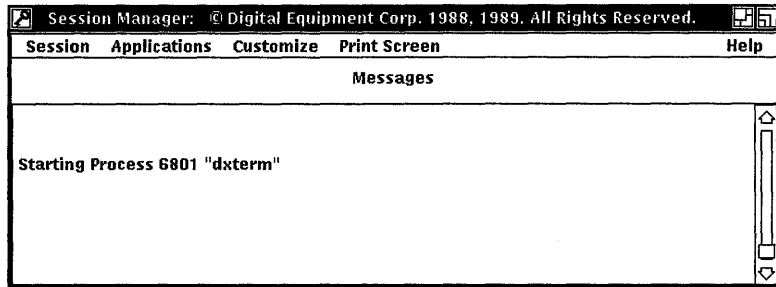 Session Manager: © Digital Equipment Corp. 1988, 1989. All Rights Reserved.
Session Applications Customize Print Screen Help
Messages
Starting Process 6801 "dxterm"